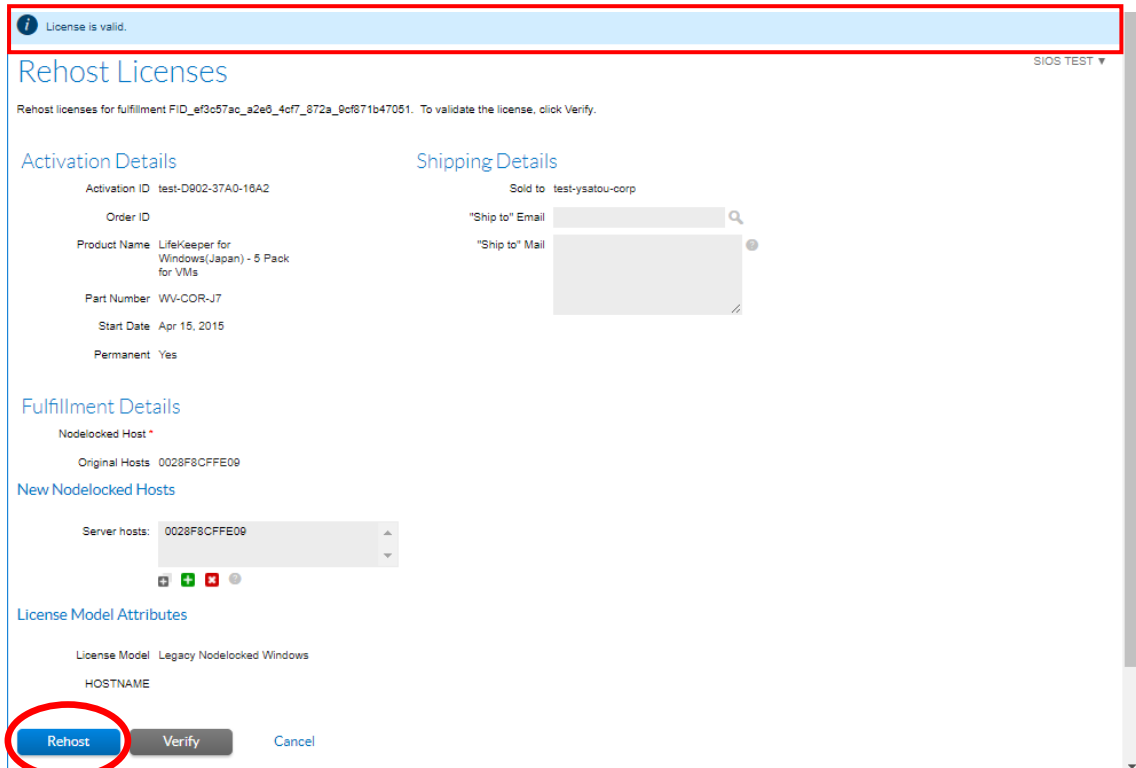 License is valid.
SIOS TEST ▼
Rehost Licenses
Rehost licenses for fulfillment FID_ef3c57ac_a2e6_4cf7_872a_9cf871b47051. To validate the license, click Verify.
Activation Details
Activation ID test-D902-37A0-16A2
Order ID
Product Name LifeKeeper for
Windows(Japan) - 5 Pack
for VMs
Part Number WV-COR-J7
Start Date Apr 15, 2015
Permanent Yes
Shipping Details
Sold to test-ysatou-corp
"Ship to" Email
"Ship to" Mail
Fulfillment Details
Nodelocked Host *
Original Hosts 0028F8CFFE09
New Nodelocked Hosts
Server hosts: 0028F8CFFE09
License Model Attributes
License Model Legacy Nodelocked Windows
HOSTNAME
Rehost Verify Cancel